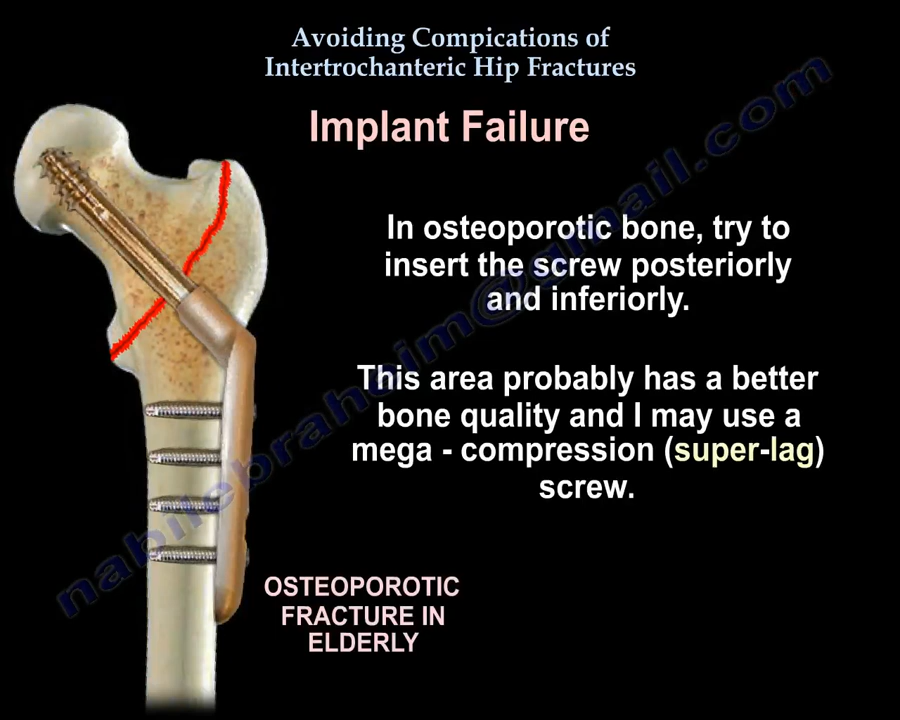 Avoiding Compications of
Intertrochanteric Hip Fractures
Implant Failure
In osteoporotic bone, try to
insert the screw posteriorly
and inferiorly.
This area probably has a better
bone quality and I may use a
mega - compression (super-lag)
screw.
OSTEOPOROTIC
FRACTURE IN
ELDERLY
nabilebraheim@gmail.com